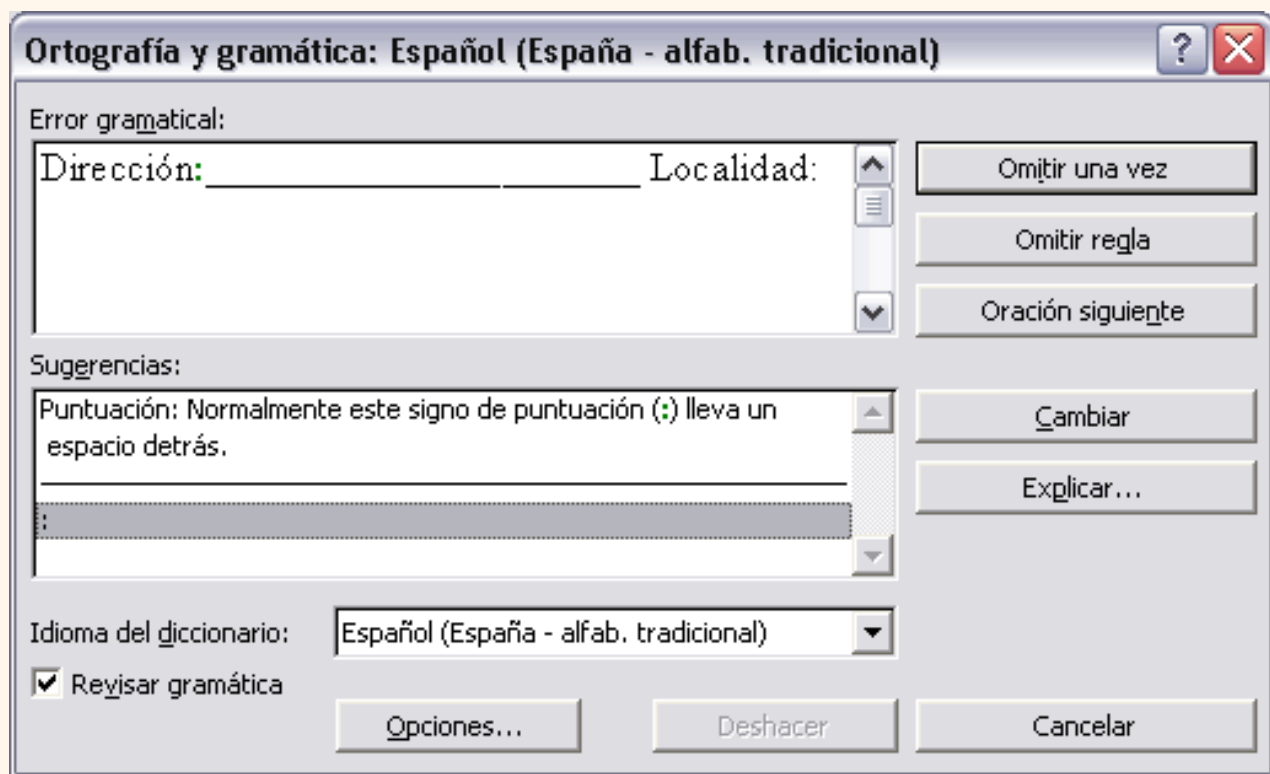 Ortografía y gramática: Español (España - alfab. tradicional)
?
Error gramatical:
Dirección:______________________ Localidad:
Omitir una vez
Omitir regla
Oración siguiente
Sugerencias:
Puntuación: Normalmente este signo de puntuación (:) lleva un
espacio detrás.
:
Cambiar
Explicar...
Idioma del diccionario:
Español (España - alfab. tradicional)
Revisar gramática
Opciones...
Deshacer
Cancelar